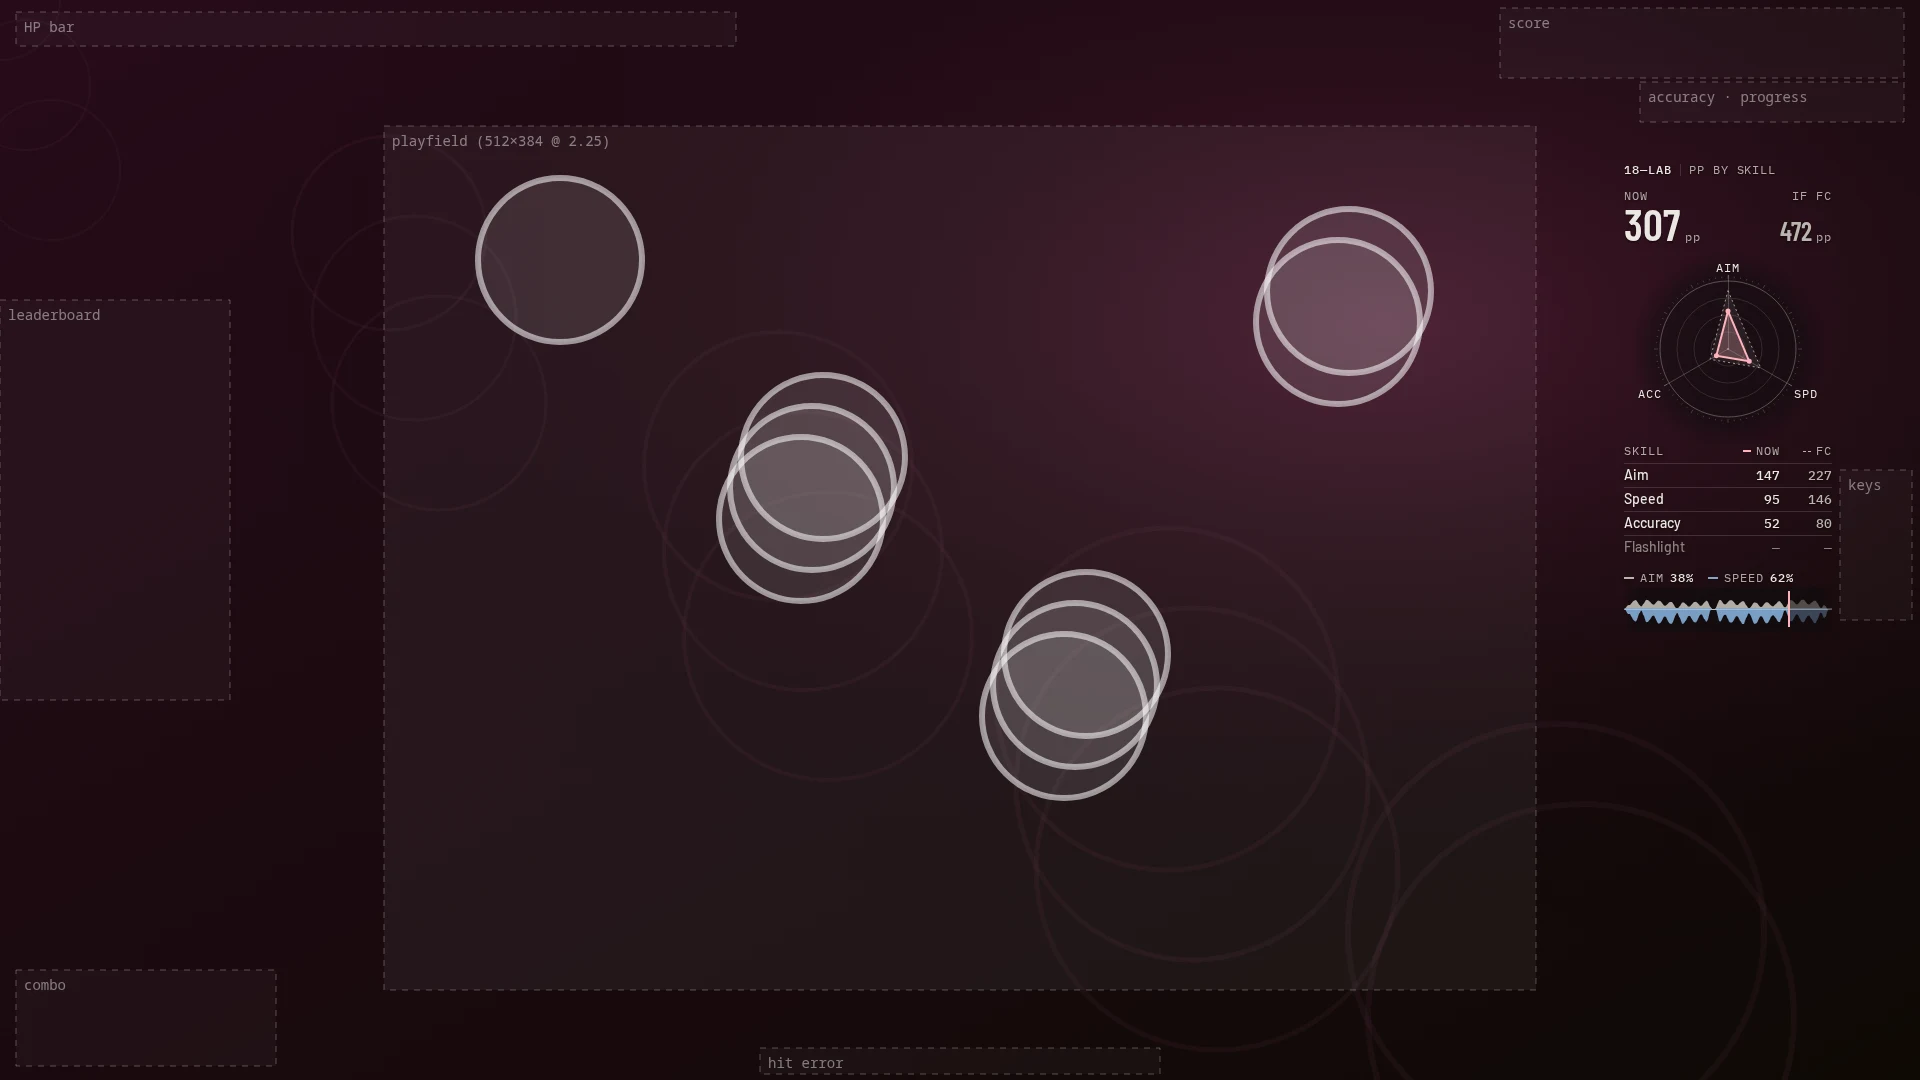 HP bar
score
accuracy · progress
playfield (512×384 @ 2.25)
18—LAB | PP BY SKILL
NOW IF FC
307 pp 472 pp
AIM
ACC SPD
leaderboard
SKILL NOW FC
Aim 147 227
Speed 95 146
Accuracy 52 80
Flashlight — —
keys
AIM 38% SPEED 62%
combo
hit error